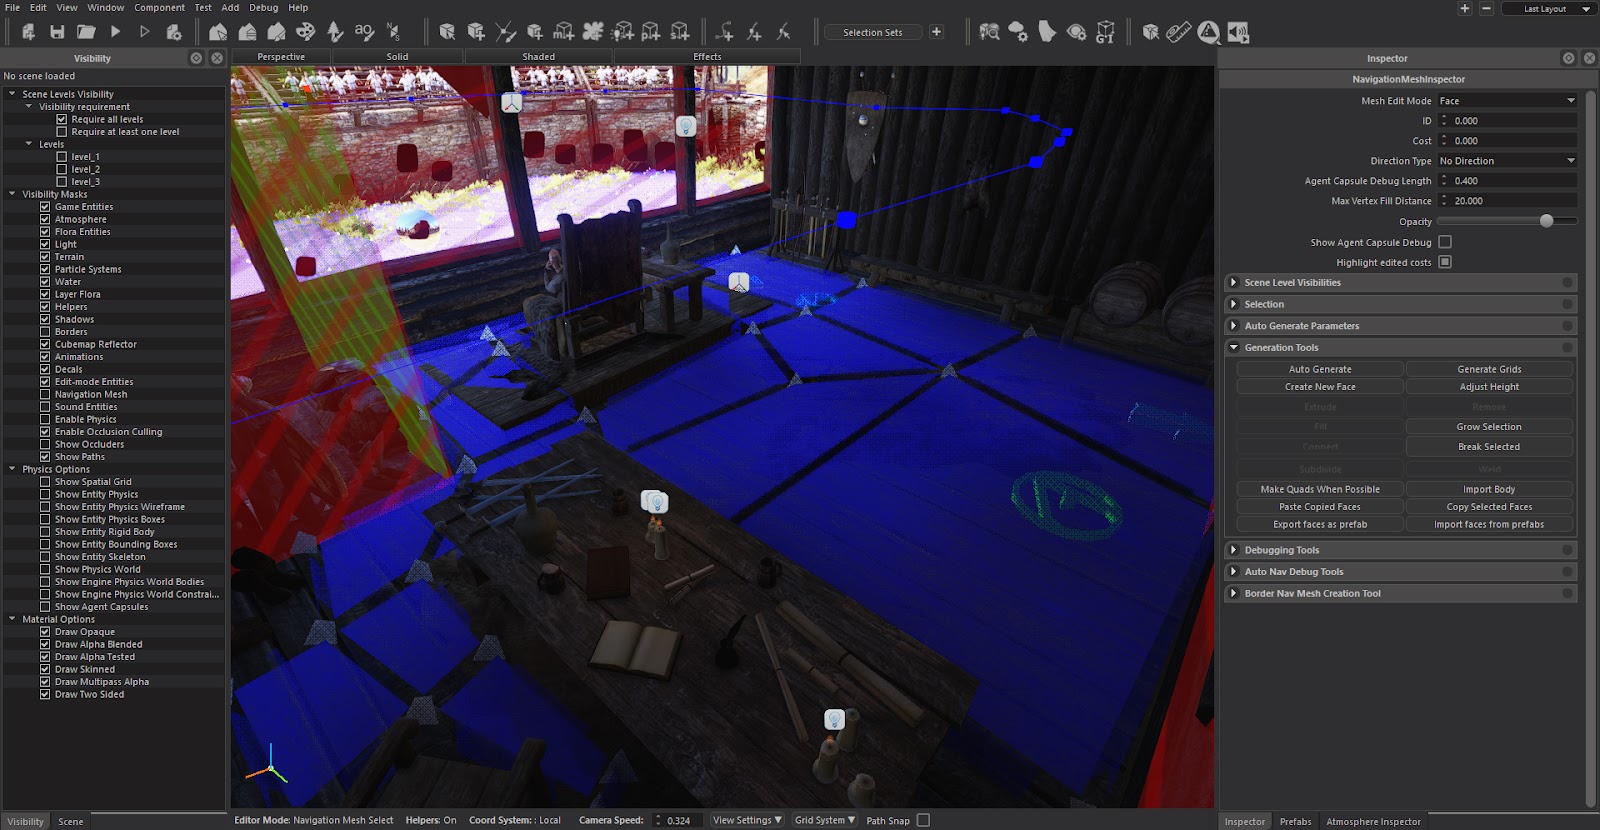 File Edit View Window Component Test Add Debug Help
Last Layout
Selection Sets
Visibility
No scene loaded
Scene Levels Visibility
Visibility requirement
Require all levels
Require at least one level
Levels
level_1
level_2
level_3
Visibility Masks
Game Entities
Atmosphere
Flora Entities
Light
Terrain
Particle Systems
Water
Layer Flora
Helpers
Shadows
Borders
Cubemap Reflector
Animations
Decals
Edit-mode Entities
Navigation Mesh
Sound Entities
Enable Physics
Enable Occlusion Culling
Show Occluders
Show Paths
Physics Options
Show Spatial Grid
Show Entity Physics
Show Entity Physics Wireframe
Show Entity Physics Boxes
Show Entity Rigid Body
Show Entity Bounding Boxes
Show Entity Skeleton
Show Physics World
Show Engine Physics World Bodies
Show Engine Physics World Constrai...
Show Agent Capsules
Material Options
Draw Opaque
Draw Alpha Blended
Draw Alpha Tested
Draw Skinned
Draw Multipass Alpha
Draw Two Sided
Visibility Scene
Perspective Solid Shaded Effects
Editor Mode: Navigation Mesh Select Helpers: On Coord System: : Local Camera Speed: 0.324 View Settings Grid System Path Snap
Inspector
NavigationMeshInspector
Mesh Edit Mode Face
ID 0.000
Cost 0.000
Direction Type No Direction
Agent Capsule Debug Length 0.400
Max Vertex Fill Distance 20.000
Opacity
Show Agent Capsule Debug
Highlight edited costs
Scene Level Visibilities
Selection
Auto Generate Parameters
Generation Tools
Auto Generate Generate Grids
Create New Face Adjust Height
Extrude Remove
Fill Grow Selection
Connect Break Selected
Subdivide Weld
Make Quads When Possible Import Body
Paste Copied Faces Copy Selected Faces
Export faces as prefab Import faces from prefabs
Debugging Tools
Auto Nav Debug Tools
Border Nav Mesh Creation Tool
Inspector Prefabs Atmosphere Inspector